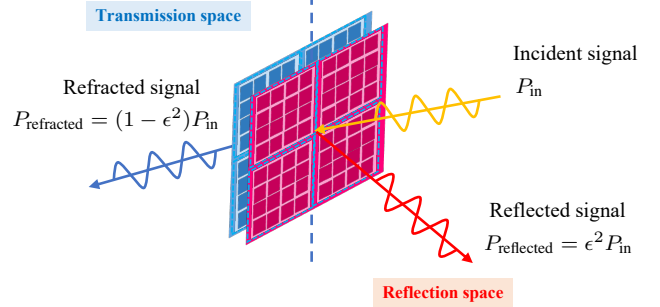 Transmission space
Incident signal
P_in
Refracted signal
P_refracted = (1 − ϵ²)P_in
Reflected signal
P_reflected = ϵ²P_in
Reflection space